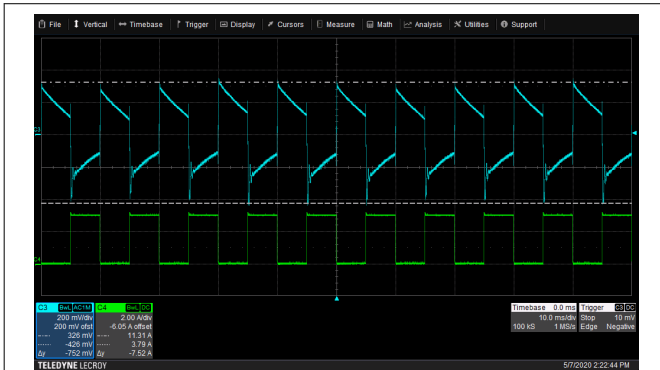 File Vertical Timebase Trigger Display Cursors Measure Math Analysis Utilities Support
C3
C4
C3 BwL AC1M
200 mV/div
200 mV ofst
326 mV
-426 mV
Δy -752 mV
C4 BwL DC
2.00 A/div
-6.05 A offset
11.31 A
3.79 A
Δy -7.52 A
Timebase 0.0 ms
10.0 ms/div
100 kS 1 MS/s
Trigger C3 DC
Stop 10 mV
Edge Negative
TELEDYNE LECROY
5/7/2020 2:22:44 PM